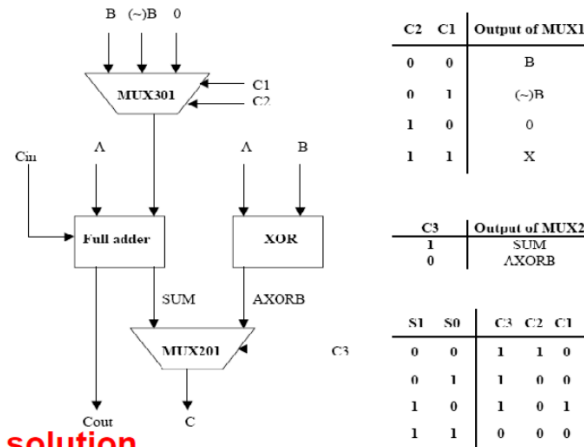 B (~)B 0
MUX301
C1
C2
Cin
A
A
B
Full adder
XOR
SUM
AXORB
MUX201
C3
Cout
C
solution
C2 C1 Output of MUX1
0 0 B
0 1 (~)B
1 0 0
1 1 X
C3 Output of MUX2
1 SUM
0 AXORB
S1 S0 C3 C2 C1
0 0 1 1 0
0 1 1 0 0
1 0 1 0 1
1 1 0 0 0